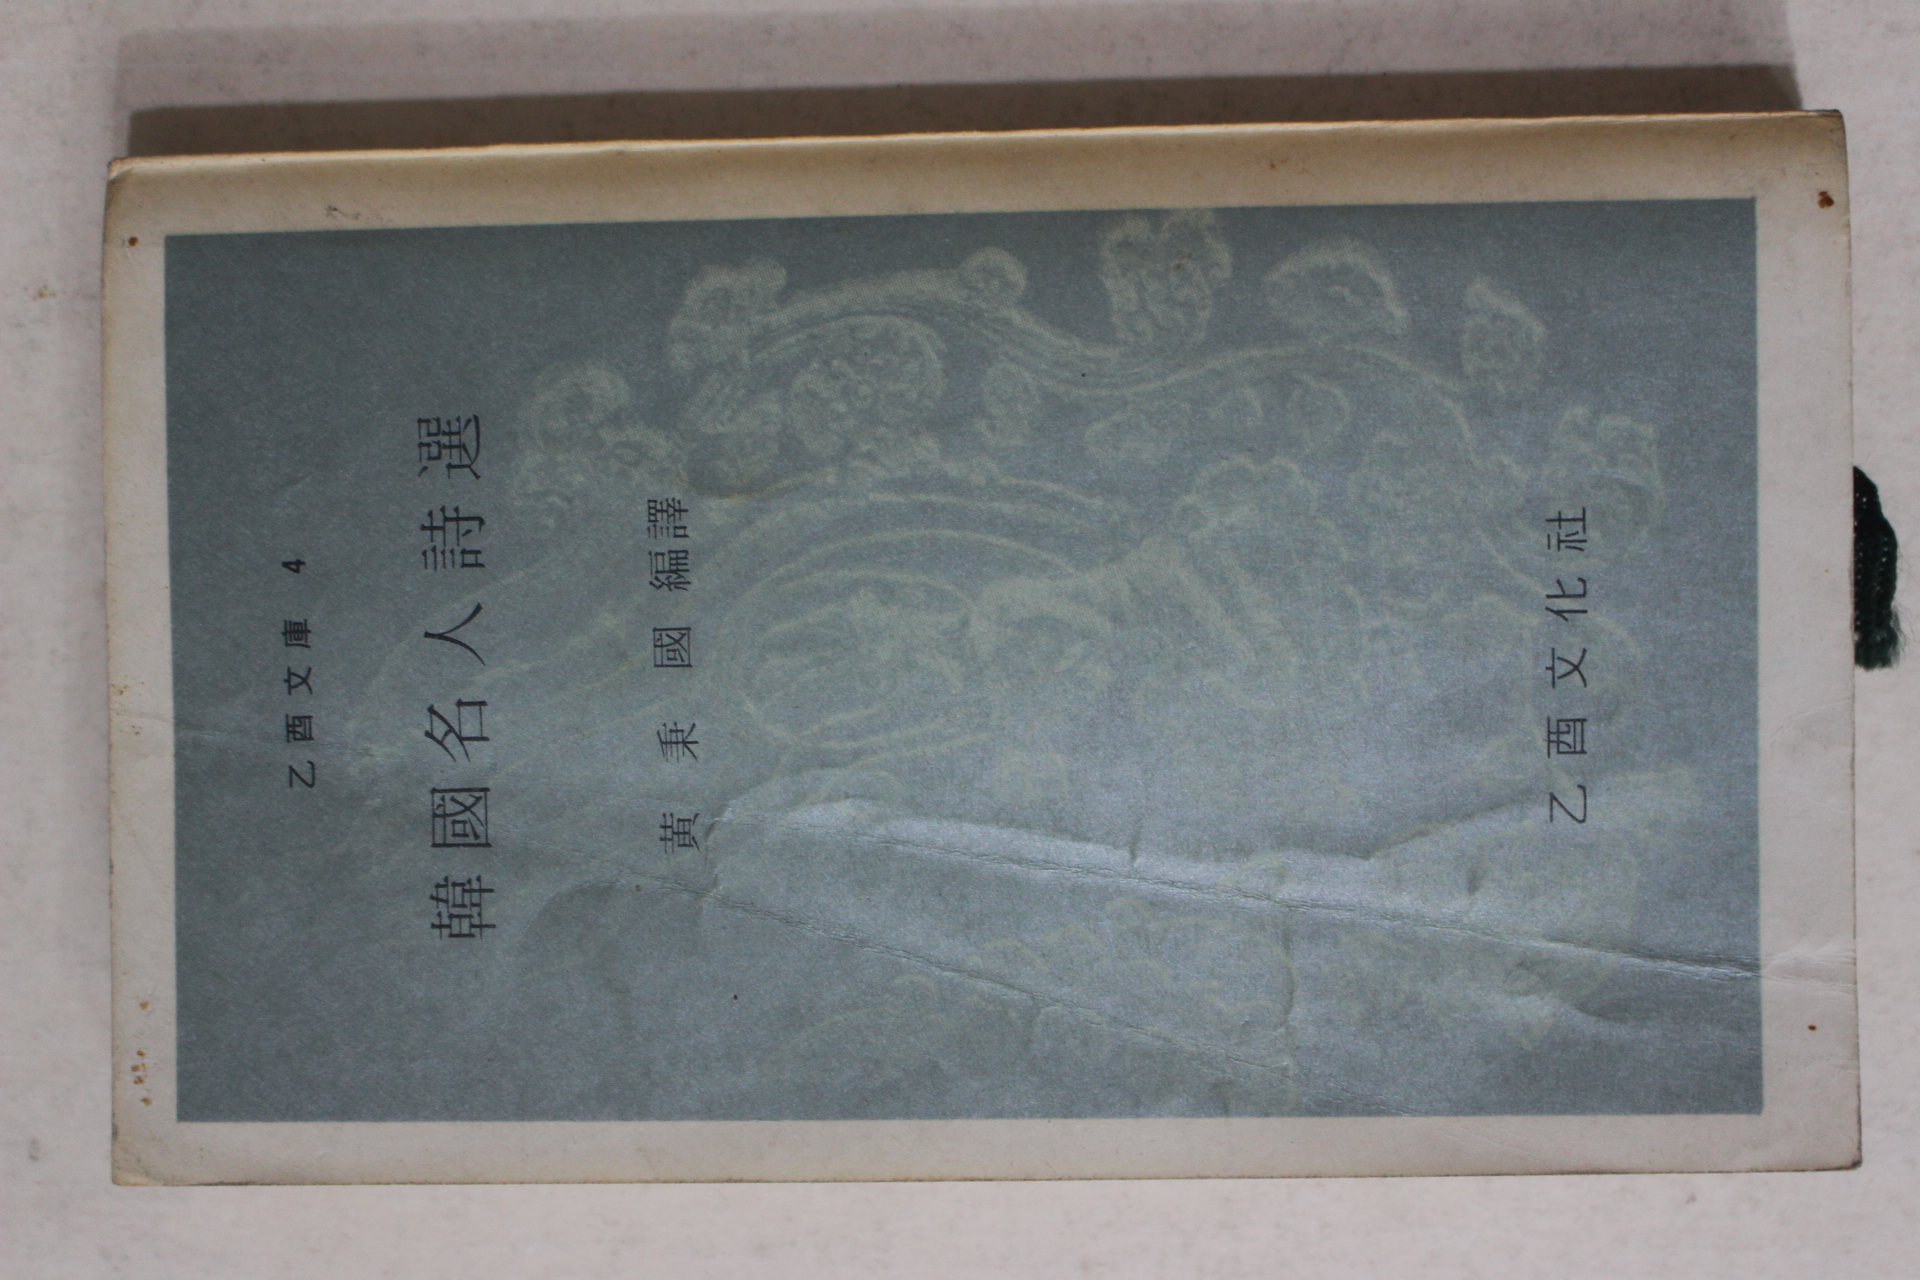 乙酉文庫 4
韓國名人詩選
黃秉國 編譯
乙酉文化社